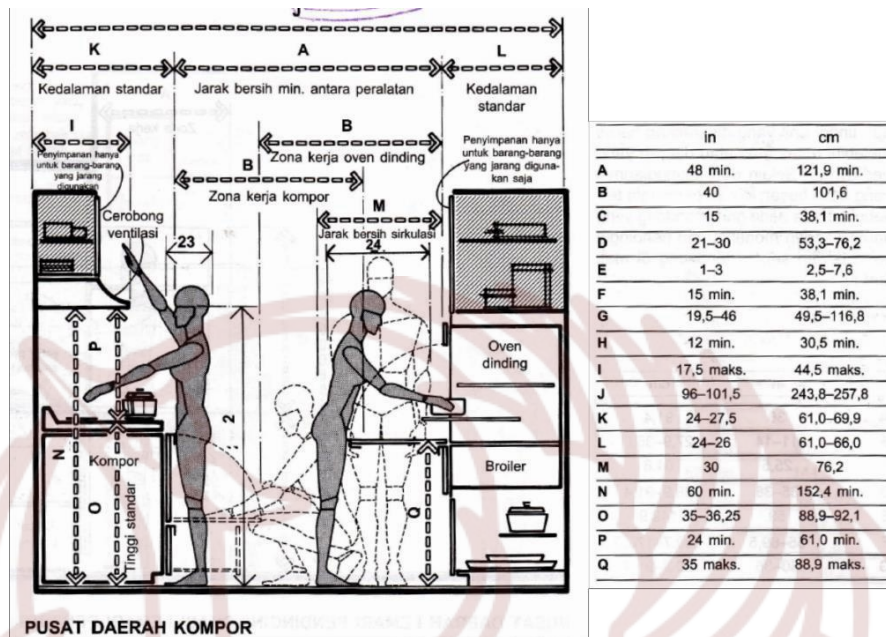 J
K A L
Kedalaman standar Jarak bersih min. antara peralatan Kedalaman standar
I
B
Penyimpanan hanya untuk barang-barang yang jarang digunakan
Zona kerja oven dinding
Penyimpanan hanya untuk barang-barang yang jarang diguna-kan saja
B
Zona kerja kompor
M
Cerobong ventilasi
Jarak bersih sirkulasi
23
24
P
Oven dinding
2
N
Kompor
Broiler
O
Tinggi standar
Q
PUSAT DAERAH KOMPOR
in cm
A 48 min. 121,9 min.
B 40 101,6
C 15 38,1 min.
D 21–30 53,3–76,2
E 1–3 2,5–7,6
F 15 min. 38,1 min.
G 19,5–46 49,5–116,8
H 12 min. 30,5 min.
I 17,5 maks. 44,5 maks.
J 96–101,5 243,8–257,8
K 24–27,5 61,0–69,9
L 24–26 61,0–66,0
M 30 76,2
N 60 min. 152,4 min.
O 35–36,25 88,9–92,1
P 24 min. 61,0 min.
Q 35 maks. 88,9 maks.